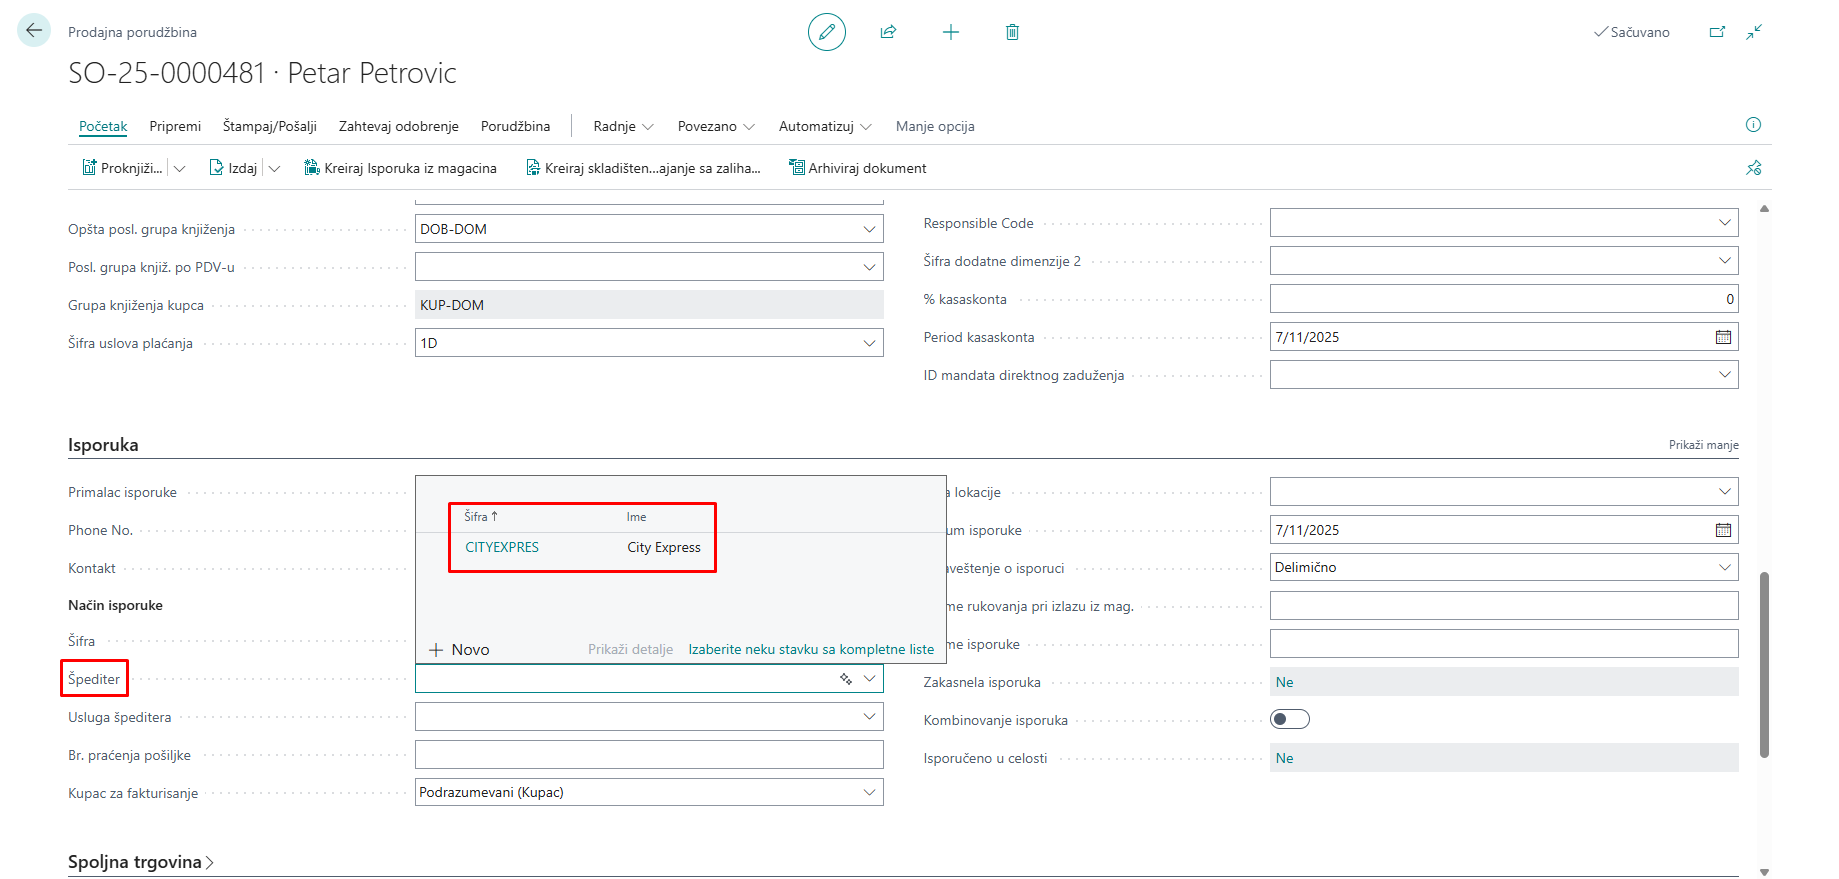 Prodajna porudžbina
Sačuvano
SO-25-0000481 · Petar Petrovic
Početak Pripremi Štampaj/Pošalji Zahtevaj odobrenje Porudžbina Radnje Povezano Automatizuj Manje opcija
Proknjiži... Izdaj Kreiraj Isporuka iz magacina Kreiraj skladišten...ajanje sa zaliha... Arhiviraj dokument
Opšta posl. grupa knjiženja DOB-DOM
Posl. grupa knjiž. po PDV-u
Grupa knjiženja kupca KUP-DOM
Šifra uslova plaćanja 1D
Responsible Code
Šifra dodatne dimenzije 2
% kasaskonta 0
Period kasaskonta 7/11/2025
ID mandata direktnog zaduženja
Isporuka
Prikaži manje
Primalac isporuke
Phone No.
Kontakt
Način isporuke
Šifra
Špediter
Usluga špeditera
Br. praćenja pošiljke
Kupac za fakturisanje Podrazumevani (Kupac)
Šifra ↑ Ime
CITYEXPRES City Express
+ Novo Prikaži detalje Izaberite neku stavku sa kompletne liste
a lokacije
um isporuke 7/11/2025
aveštenje o isporuci Delimično
me rukovanja pri izlazu iz mag.
me isporuke
Zakasnela isporuka Ne
Kombinovanje isporuka
Isporučeno u celosti Ne
Spoljna trgovina